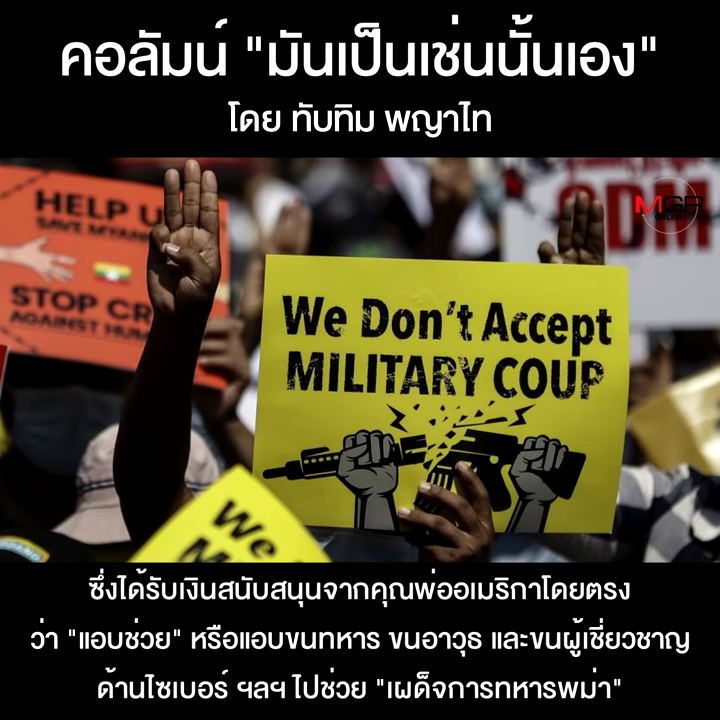 คอลัมน์ "มันเป็นเช่นนั้นเอง"
โดย ทับทิม พญาไท
HELP U
SAVE MYAN
STOP CR
AGAINST HUM
CDM
MGR
ONLINE
We Don't Accept
MILITARY COUP
We
ซึ่งได้รับเงินสนับสนุนจากคุณพ่ออเมริกาโดยตรง
ว่า "แอบช่วย" หรือแอบขนทหาร ขนอาวุธ และขนผู้เชี่ยวชาญ
ด้านไซเบอร์ ฯลฯ ไปช่วย "เผด็จการทหารพม่า"